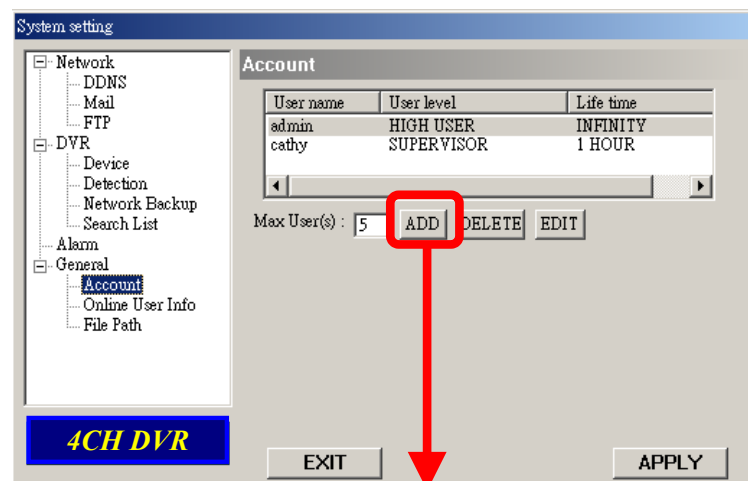 System setting
Network
DDNS
Mail
FTP
DVR
Device
Detection
Network Backup
Search List
Alarm
General
Account
Online User Info
File Path
4CH DVR
Account
User name User level Life time
admin HIGH USER INFINITY
cathy SUPERVISOR 1 HOUR
Max User(s) : 5 ADD DELETE EDIT
EXIT APPLY